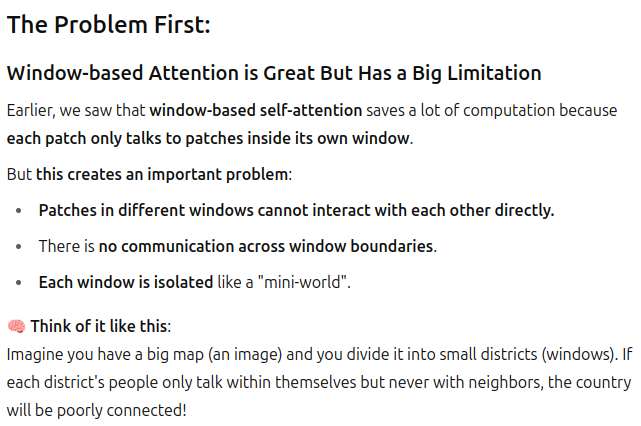 The Problem First:
Window-based Attention is Great But Has a Big Limitation
Earlier, we saw that window-based self-attention saves a lot of computation because
each patch only talks to patches inside its own window.
But this creates an important problem:
• Patches in different windows cannot interact with each other directly.
• There is no communication across window boundaries.
• Each window is isolated like a "mini-world".
🧠 Think of it like this:
Imagine you have a big map (an image) and you divide it into small districts (windows). If
each district's people only talk within themselves but never with neighbors, the country
will be poorly connected!